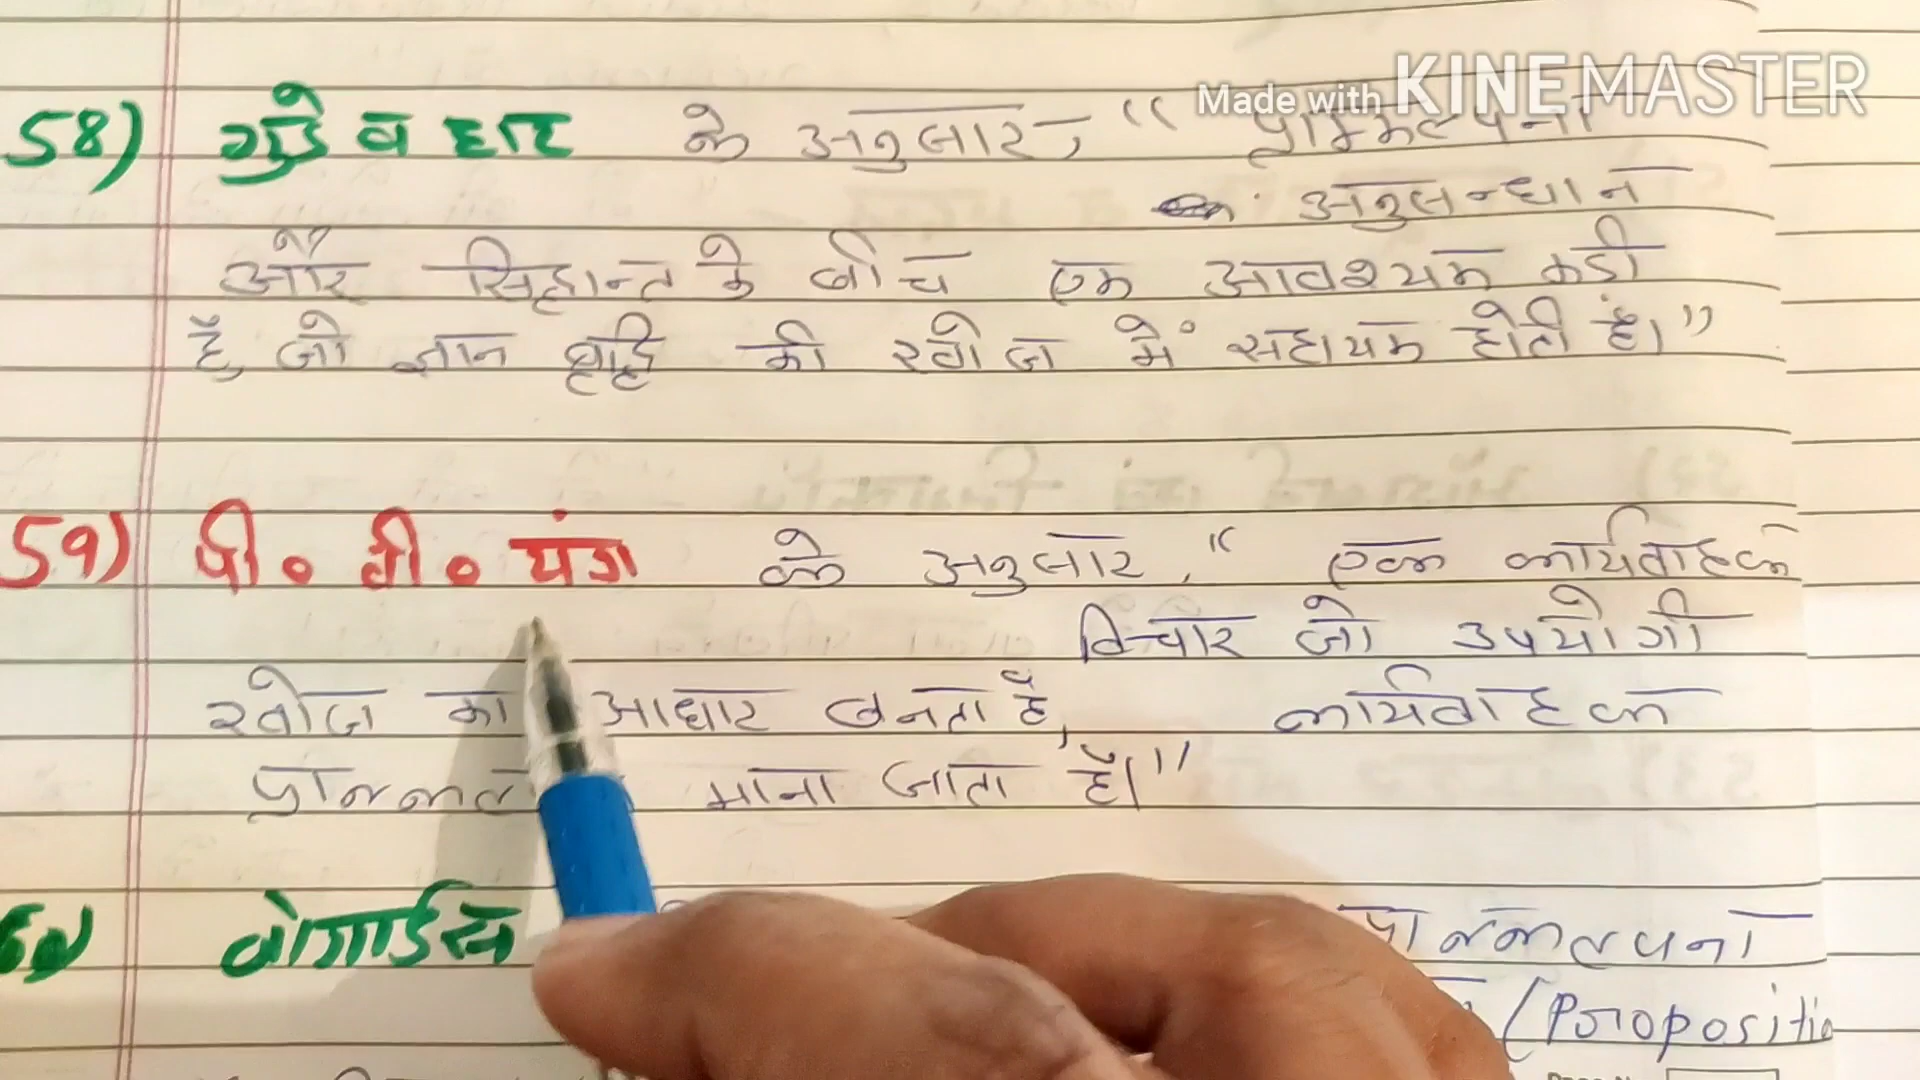 Made with KINEMASTER
58) गुडे व हाट के अनुसार, " प्राक्कल्पना
अनुसन्धान
और सिद्धान्त के बीच एक आवश्यक कडी
है, जो ज्ञान वृद्धि की खोज में सहायक होती है।"
59) पी० वी० यंग के अनुसार, " एक कार्यवाहक
विचार जो उपयोगी
खोज का आधार बनता है, कार्यवाहक
माना जाता है।"
60) बोगार्डस प्राक्कल्पना
(Propositio